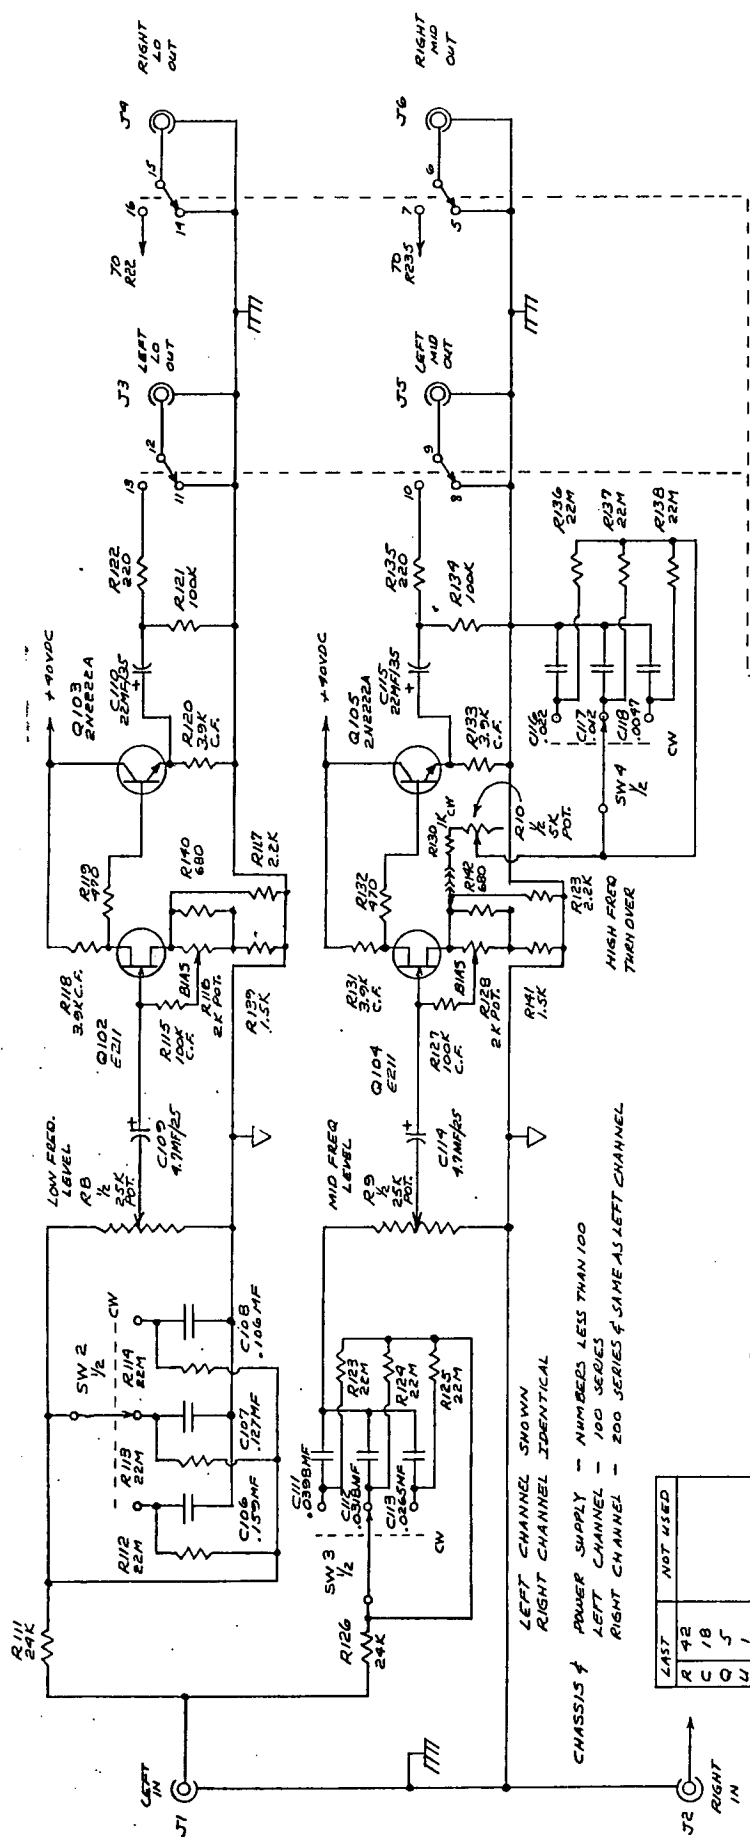 J1
LEFT
IN
J2
RIGHT
IN
R111
24K
R112
22M
R113
22M
R114
22M
SW 2
1/2
CW
C106
.159MF
C107
.127MF
C108
.106MF
LOW FREQ.
LEVEL
R8
1/2
25K
POT.
C109
4.7MF/25
Q102
E211
R118
3.9K C.F.
R119
470
R115
100K
C.F.
BIAS
R116
2K POT.
R139
1.5K
R140
680
R117
2.2K
Q103
2N2222A
R120
3.9K
C.F.
+40VDC
C110
22MF/35
R122
220
R121
100K
13
12
11
J3
LEFT
LO
OUT
TO
R22
16
15
14
J4
RIGHT
LO
OUT
R126
24K
SW 3
1/2
CW
C111
.0398MF
C112
.0318MF
C113
.0265MF
R123
22M
R124
22M
R125
22M
MID FREQ
LEVEL
R9
1/2
25K
POT.
C114
4.7MF/25
Q104
E211
R131
3.9K
C.F.
R132
470
R127
100K
C.F.
BIAS
R128
2K POT.
R141
1.5K
R142
680
R130
1K
CW
R10
1/2
5K
POT.
R123
2.2K
Q105
2N2222A
R133
3.9K
C.F.
+40VDC
C115
22MF/35
R135
220
R134
100K
10
9
8
J5
LEFT
MID
OUT
TO
R235
7
6
5
J6
RIGHT
MID
OUT
HIGH FREQ
TURN OVER
SW 4
1/2
CW
C116
.022
C117
.012
C118
.0047
R136
22M
R137
22M
R138
22M
LEFT CHANNEL SHOWN
RIGHT CHANNEL IDENTICAL
CHASSIS & POWER SUPPLY - NUMBERS LESS THAN 100
LEFT CHANNEL - 100 SERIES
RIGHT CHANNEL - 200 SERIES & SAME AS LEFT CHANNEL
LAST NOT USED
R 42
C 18
Q 5
U 1